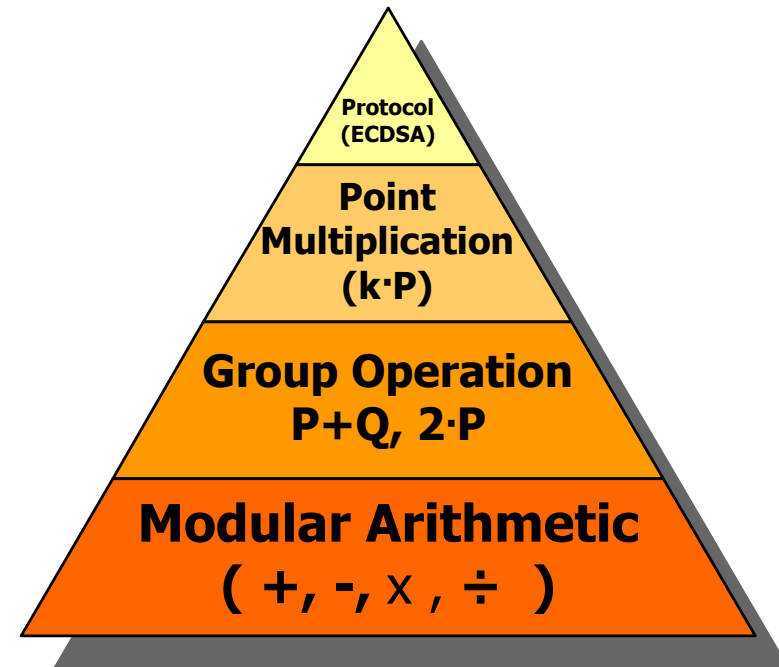 Protocol
(ECDSA)
Point
Multiplication
(k·P)
Group Operation
P+Q, 2·P
Modular Arithmetic
( +, -, x , ÷ )